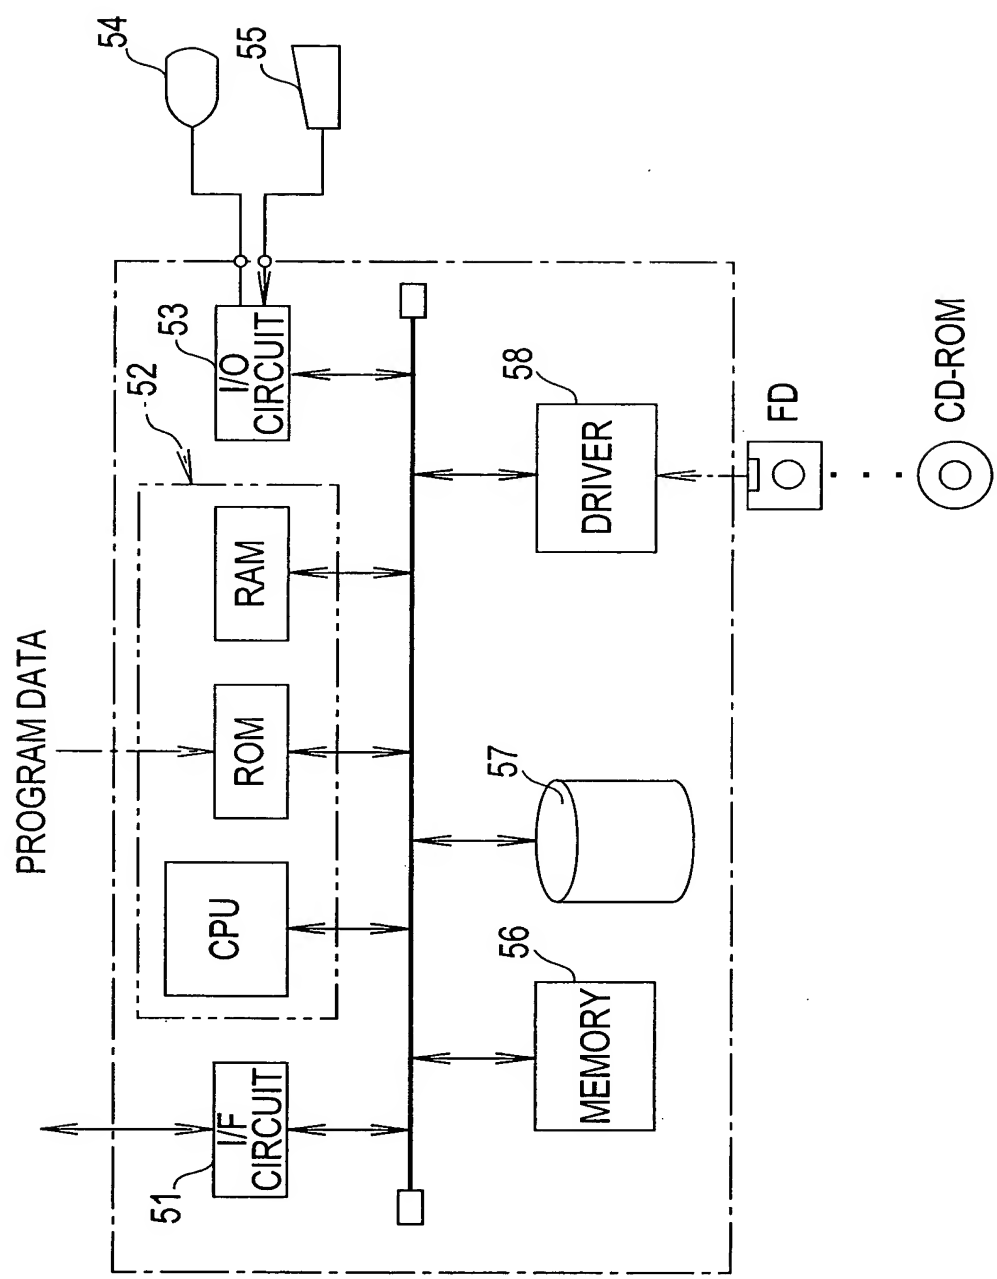 PROGRAM DATA
51
I/F
CIRCUIT
CPU
ROM
RAM
52
53
I/O
CIRCUIT
54
55
56
MEMORY
57
58
DRIVER
FD
CD-ROM